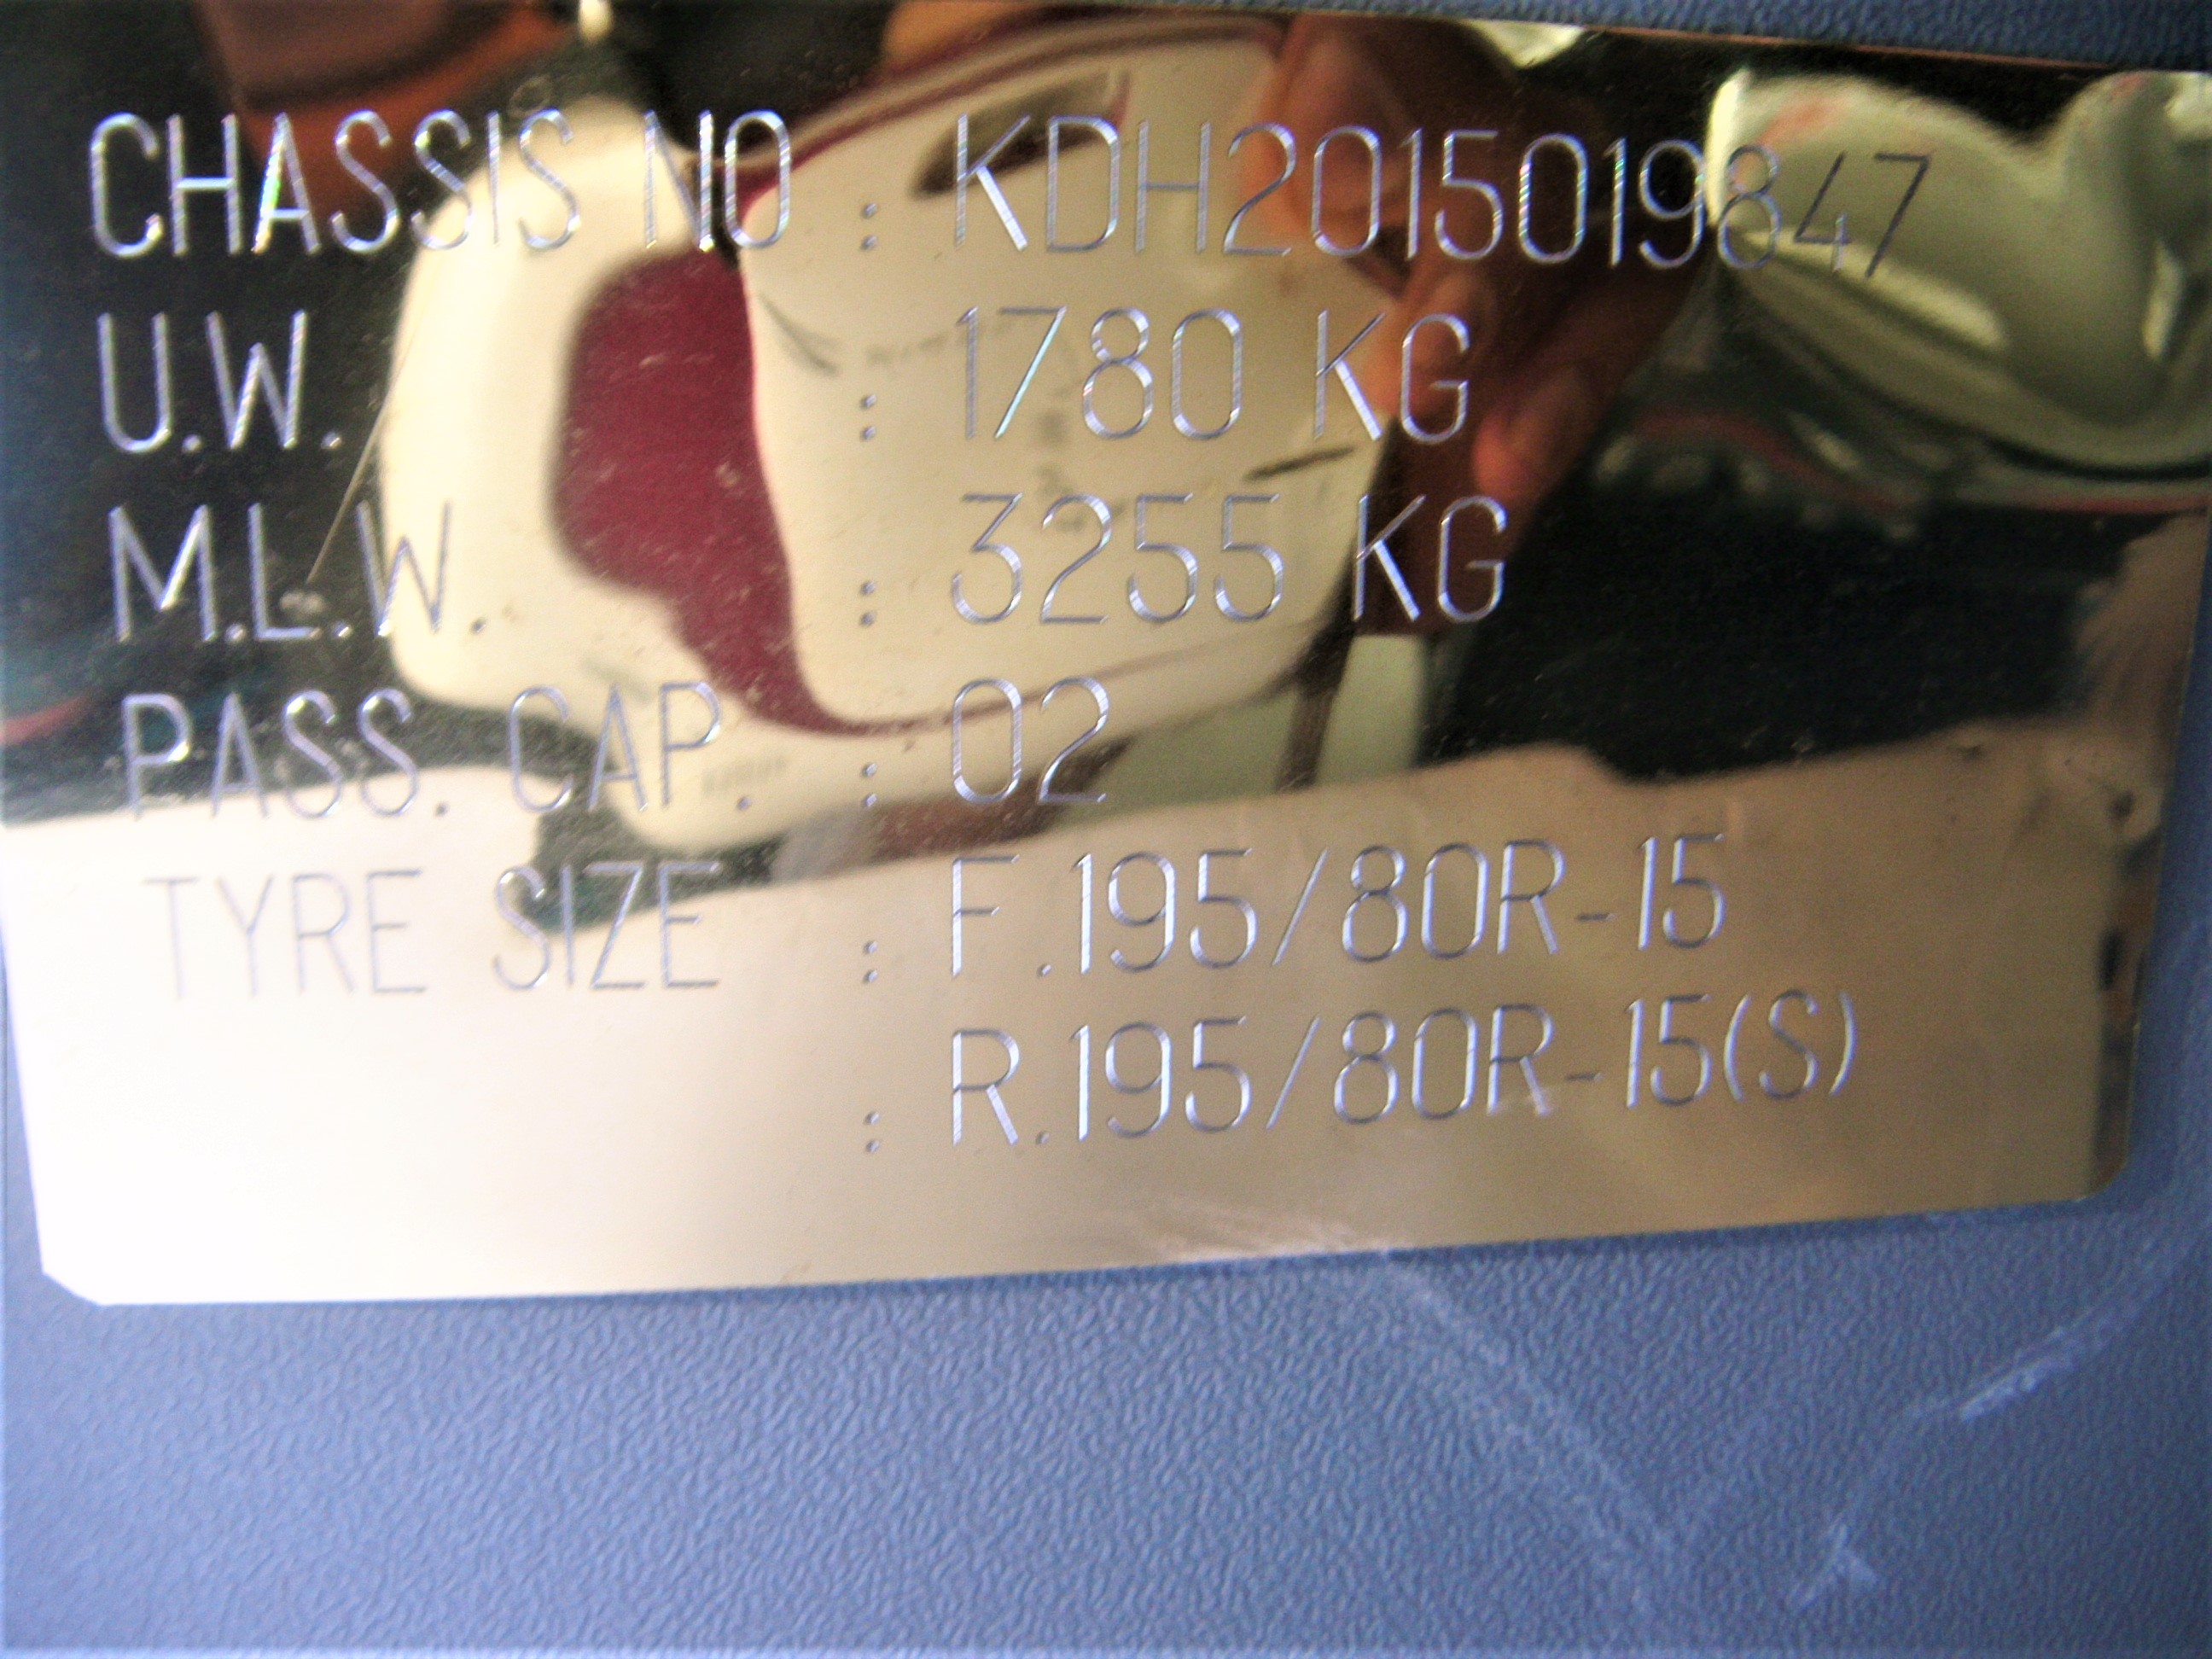 CHASSIS NO : KDH2015019847
U.W. : 1780 KG
M.L.W. : 3255 KG
PASS. CAP. : 02
TYRE SIZE : F.195/80R-15
: R.195/80R-15(S)